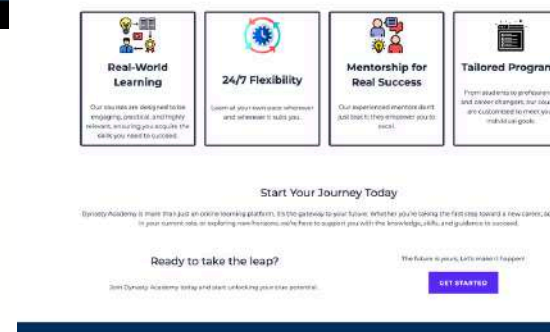 Real-World
Learning
Our courses are designed to be
engaging, practical, and highly
relevant, ensuring you acquire the
skills you need to succeed.
24/7 Flexibility
Learn at your own pace wherever
and whenever it suits you.
Mentorship for
Real Success
Our experienced mentors don't
just teach; they empower you to
excel.
Tailored Program
From students to profession
and career changers, our cou
are customized to meet you
individual goals.
Start Your Journey Today
Dynasty Academy is more than just an online learning platform. It's the gateway to your future. Whether you're taking the first step toward a new career,
in your current role, or exploring new horizons, we're here to support you with the knowledge, skills, and guidance to succeed.
Ready to take the leap?
Join Dynasty Academy today and start unlocking your true potential.
The future is yours, Let's make it happen!
GET STARTED